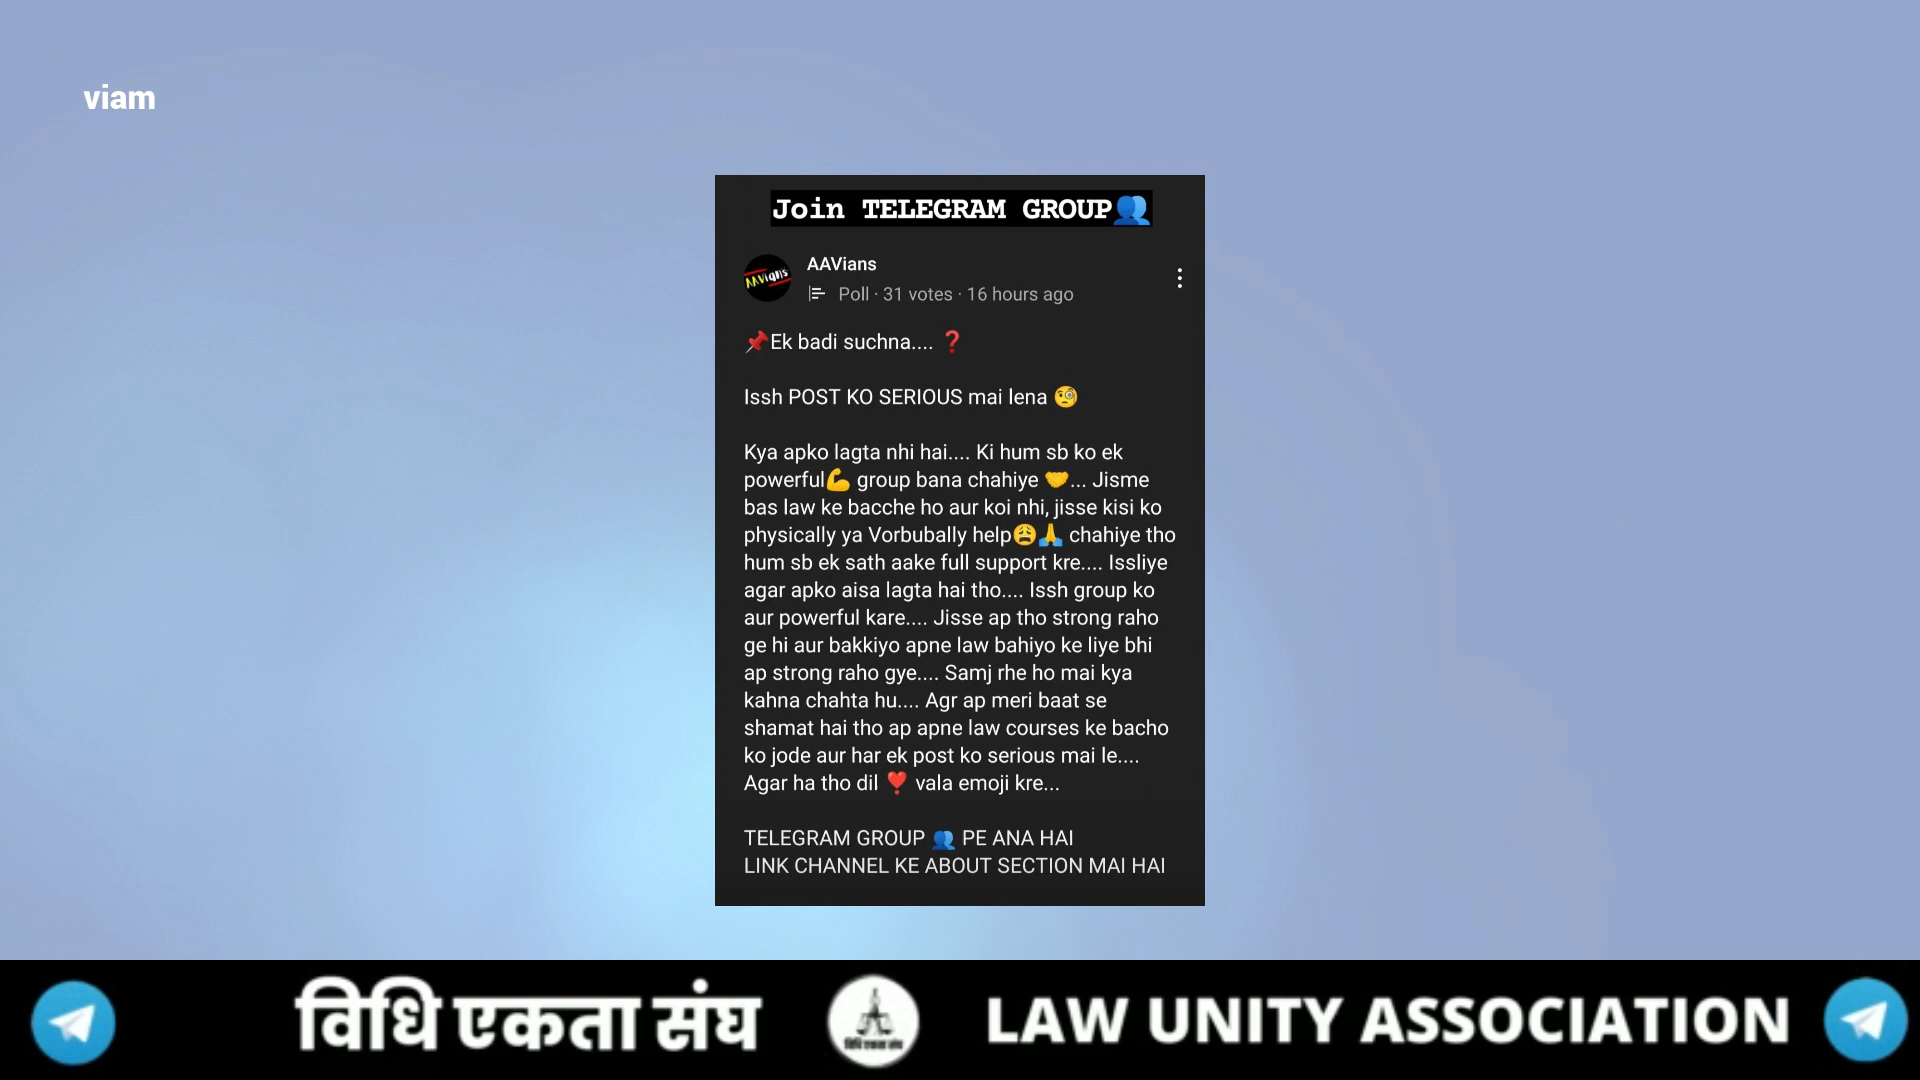 viam
Join TELEGRAM GROUP👥
AAVians
AAVians
Poll · 31 votes · 16 hours ago
📌Ek badi suchna.... ❓
Issh POST KO SERIOUS mai lena 🧐
Kya apko lagta nhi hai.... Ki hum sb ko ek
powerful💪 group bana chahiye 🤝... Jisme
bas law ke bacche ho aur koi nhi, jisse kisi ko
physically ya Vorbubally help😩🙏 chahiye tho
hum sb ek sath aake full support kre.... Issliye
agar apko aisa lagta hai tho.... Issh group ko
aur powerful kare.... Jisse ap tho strong raho
ge hi aur bakkiyo apne law bahiyo ke liye bhi
ap strong raho gye.... Samj rhe ho mai kya
kahna chahta hu.... Agr ap meri baat se
shamat hai tho ap apne law courses ke bacho
ko jode aur har ek post ko serious mai le....
Agar ha tho dil ❣️ vala emoji kre...
TELEGRAM GROUP 👥 PE ANA HAI
LINK CHANNEL KE ABOUT SECTION MAI HAI
विधि एकता संघ
विधि एकता संघ
LAW UNITY ASSOCIATION